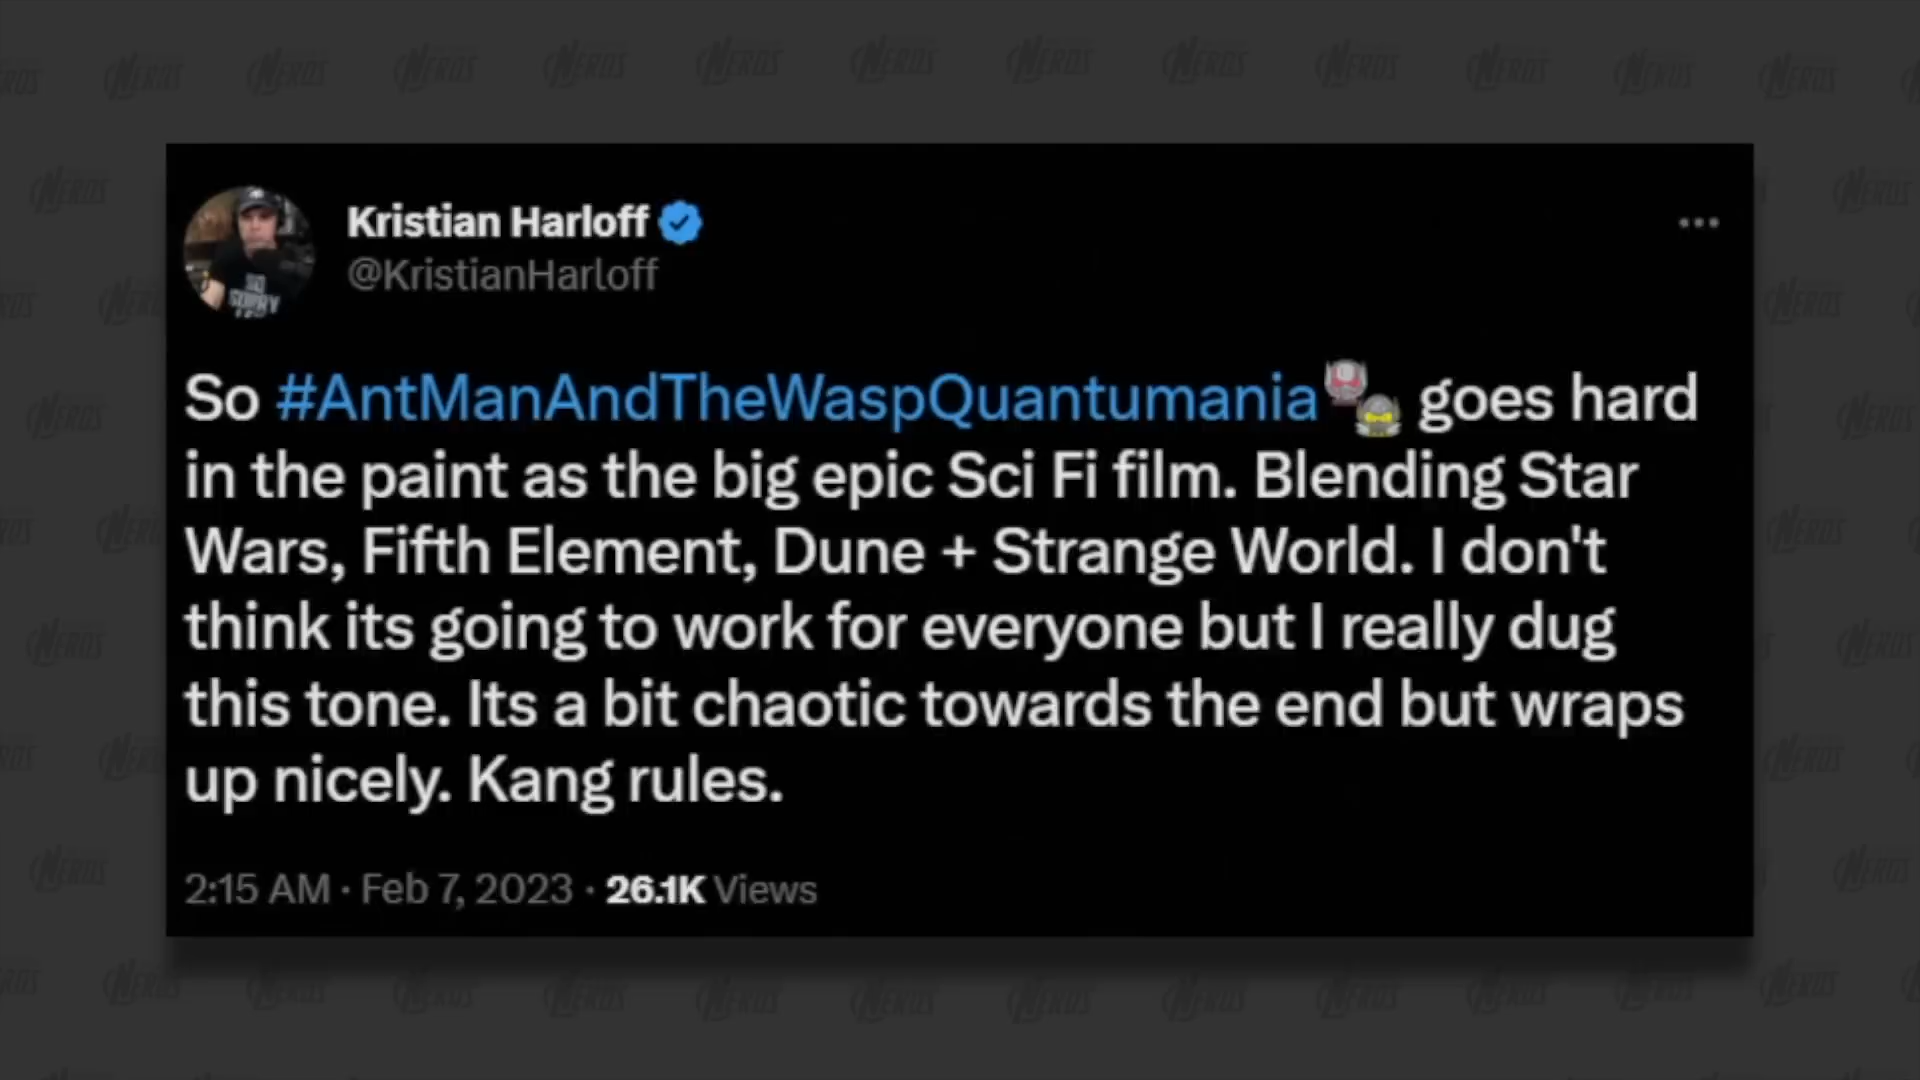 Kristian Harloff
@KristianHarloff
So #AntManAndTheWaspQuantumania goes hard
in the paint as the big epic Sci Fi film. Blending Star
Wars, Fifth Element, Dune + Strange World. I don't
think its going to work for everyone but I really dug
this tone. Its a bit chaotic towards the end but wraps
up nicely. Kang rules.
2:15 AM · Feb 7, 2023 · 26.1K Views